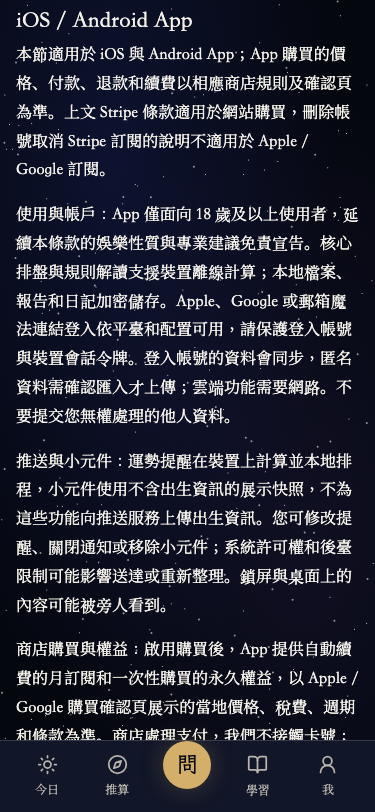 iOS / Android App
本節適用於 iOS 與 Android App；App 購買的價
格、付款、退款和續費以相應商店規則及確認頁
為準。上文 Stripe 條款適用於網站購買，刪除帳
號取消 Stripe 訂閱的說明不適用於 Apple /
Google 訂閱。
使用與帳戶：App 僅面向 18 歲及以上使用者，延
續本條款的娛樂性質與專業建議免責宣告。核心
排盤與規則解讀支援裝置離線計算；本地檔案、
報告和日記加密儲存。Apple、Google 或郵箱魔
法連結登入依平臺和配置可用，請保護登入帳號
與裝置會話令牌。登入帳號的資料會同步，匿名
資料需確認匯入才上傳；雲端功能需要網路。不
要提交您無權處理的他人資料。
推送與小元件：運勢提醒在裝置上計算並本地排
程，小元件使用不含出生資訊的展示快照，不為
這些功能向推送服務上傳出生資訊。您可修改提
醒、關閉通知或移除小元件；系統許可權和後臺
限制可能影響送達或重新整理。鎖屏與桌面上的
內容可能被旁人看到。
商店購買與權益：啟用購買後，App 提供自動續
費的月訂閱和一次性購買的永久權益，以 Apple /
Google 購買確認頁展示的當地價格、稅費、週期
和條款為準。商店處理支付，我們不接觸卡號；
今日
推算
問
學習
我